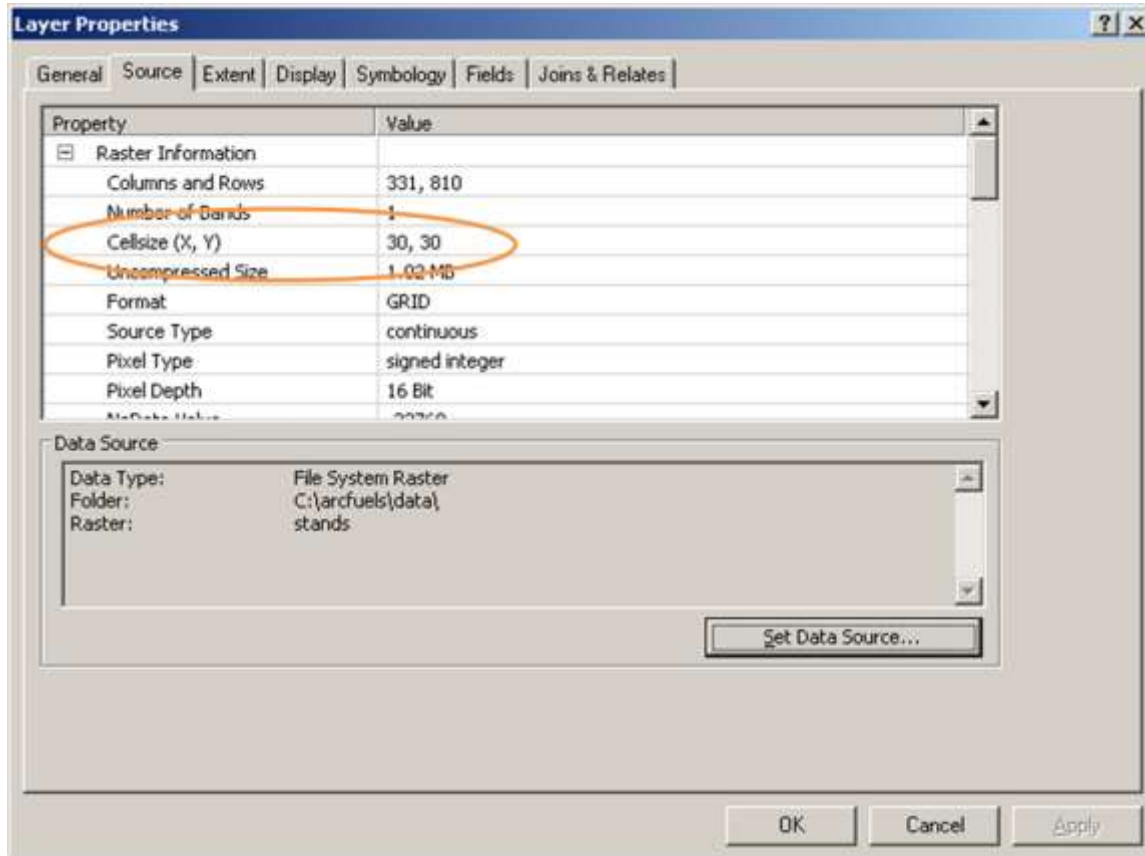 Layer Properties
General Source Extent Display Symbology Fields Joins & Relates
Property Value
Raster Information
Columns and Rows 331, 810
Number of Bands 1
Cellsize (X, Y) 30, 30
Uncompressed Size 1.02 MB
Format GRID
Source Type continuous
Pixel Type signed integer
Pixel Depth 16 Bit
NoData Value
Data Source
Data Type: File System Raster
Folder: C:\arcfuels\data\
Raster: stands
Set Data Source...
OK Cancel Apply